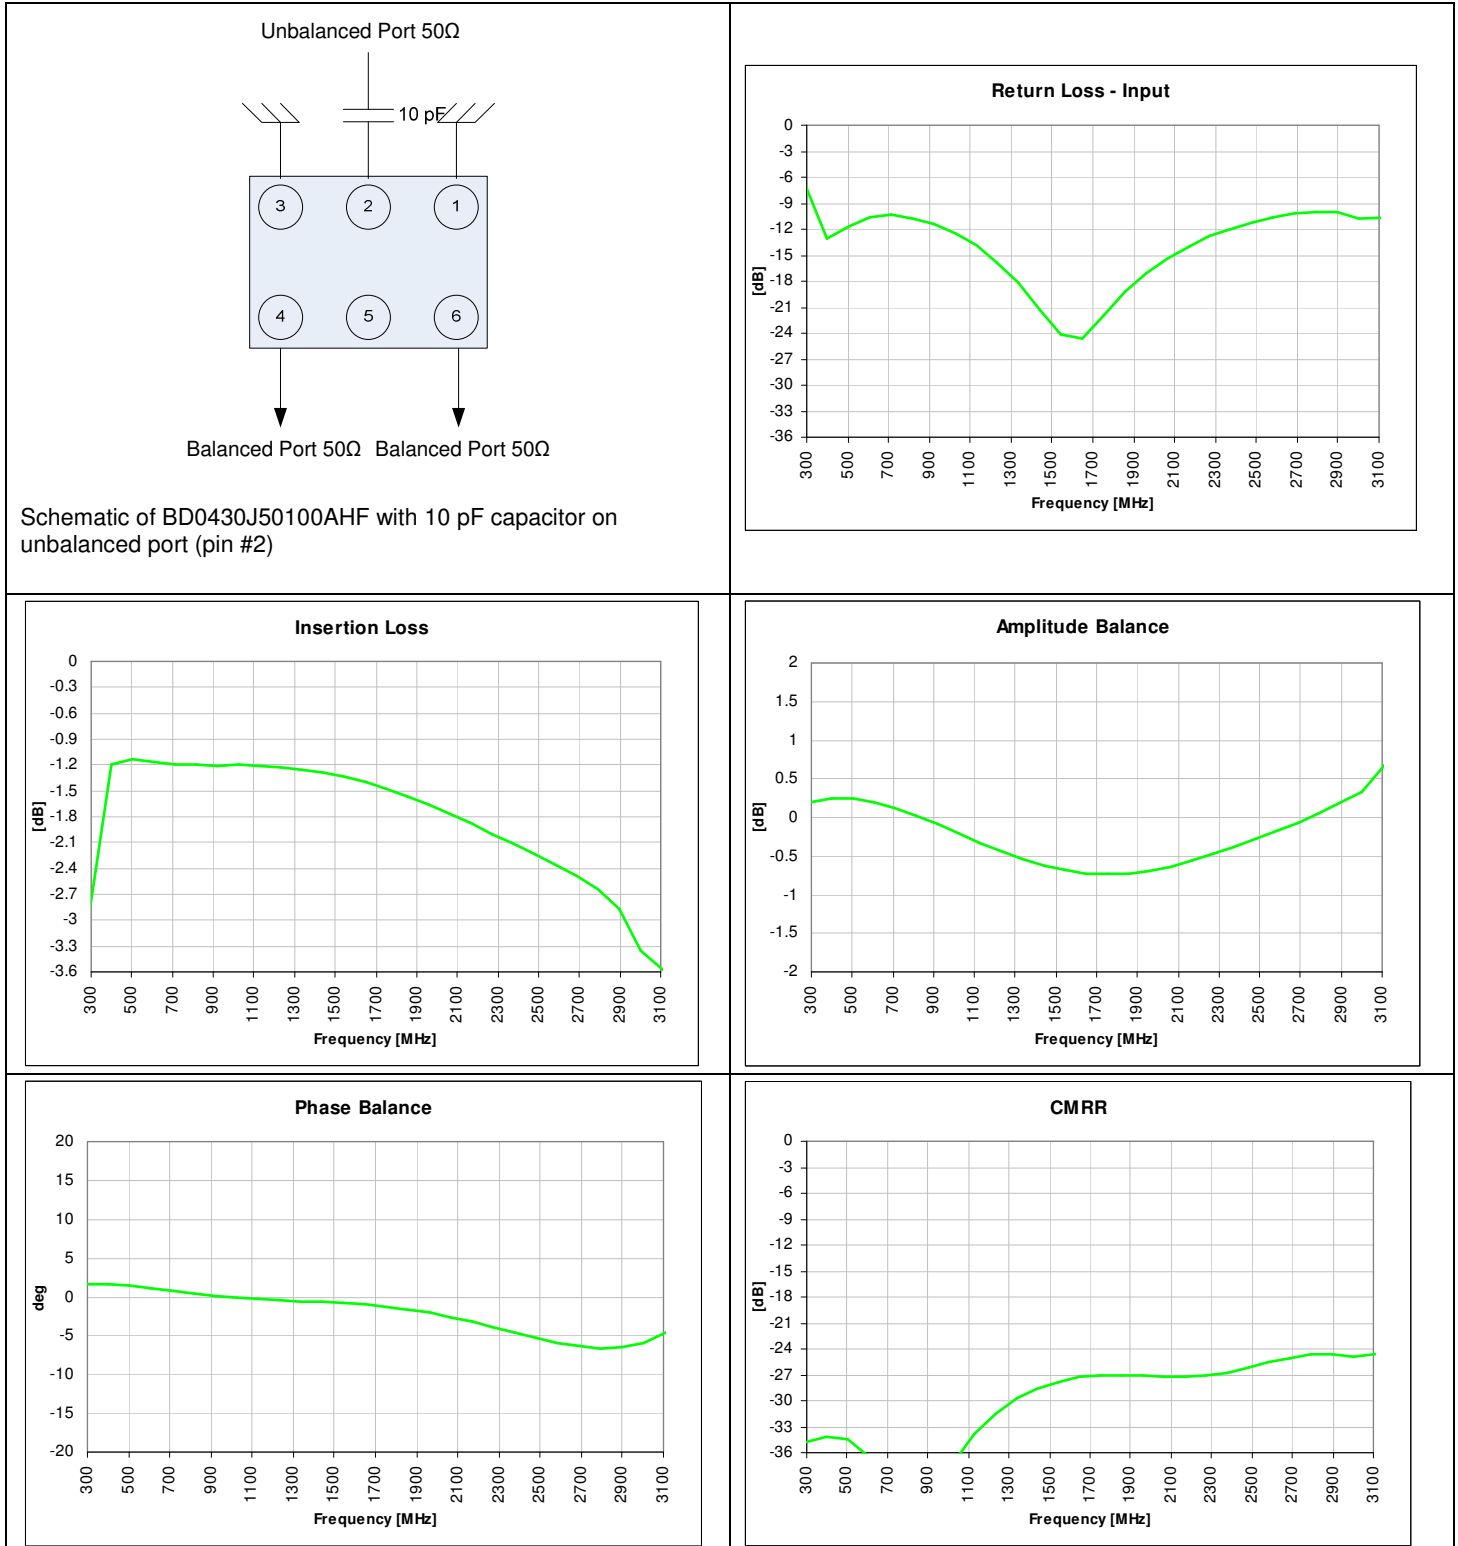 Unbalanced Port 50Ω
10 pF
3 2 1
4 5 6
Balanced Port 50Ω Balanced Port 50Ω
Schematic of BD0430J50100AHF with 10 pF capacitor on
unbalanced port (pin #2)
Return Loss - Input
0
-3
-6
-9
-12
-15
-18
-21
-24
-27
-30
-33
-36
[dB]
300 500 700 900 1100 1300 1500 1700 1900 2100 2300 2500 2700 2900 3100
Frequency [MHz]
Insertion Loss
0
-0.3
-0.6
-0.9
-1.2
-1.5
-1.8
-2.1
-2.4
-2.7
-3
-3.3
-3.6
[dB]
300 500 700 900 1100 1300 1500 1700 1900 2100 2300 2500 2700 2900 3100
Frequency [MHz]
Amplitude Balance
2
1.5
1
0.5
0
-0.5
-1
-1.5
-2
[dB]
300 500 700 900 1100 1300 1500 1700 1900 2100 2300 2500 2700 2900 3100
Frequency [MHz]
Phase Balance
20
15
10
5
0
-5
-10
-15
-20
deg
300 500 700 900 1100 1300 1500 1700 1900 2100 2300 2500 2700 2900 3100
Frequency [MHz]
CMRR
0
-3
-6
-9
-12
-15
-18
-21
-24
-27
-30
-33
-36
[dB]
300 500 700 900 1100 1300 1500 1700 1900 2100 2300 2500 2700 2900 3100
Frequency [MHz]